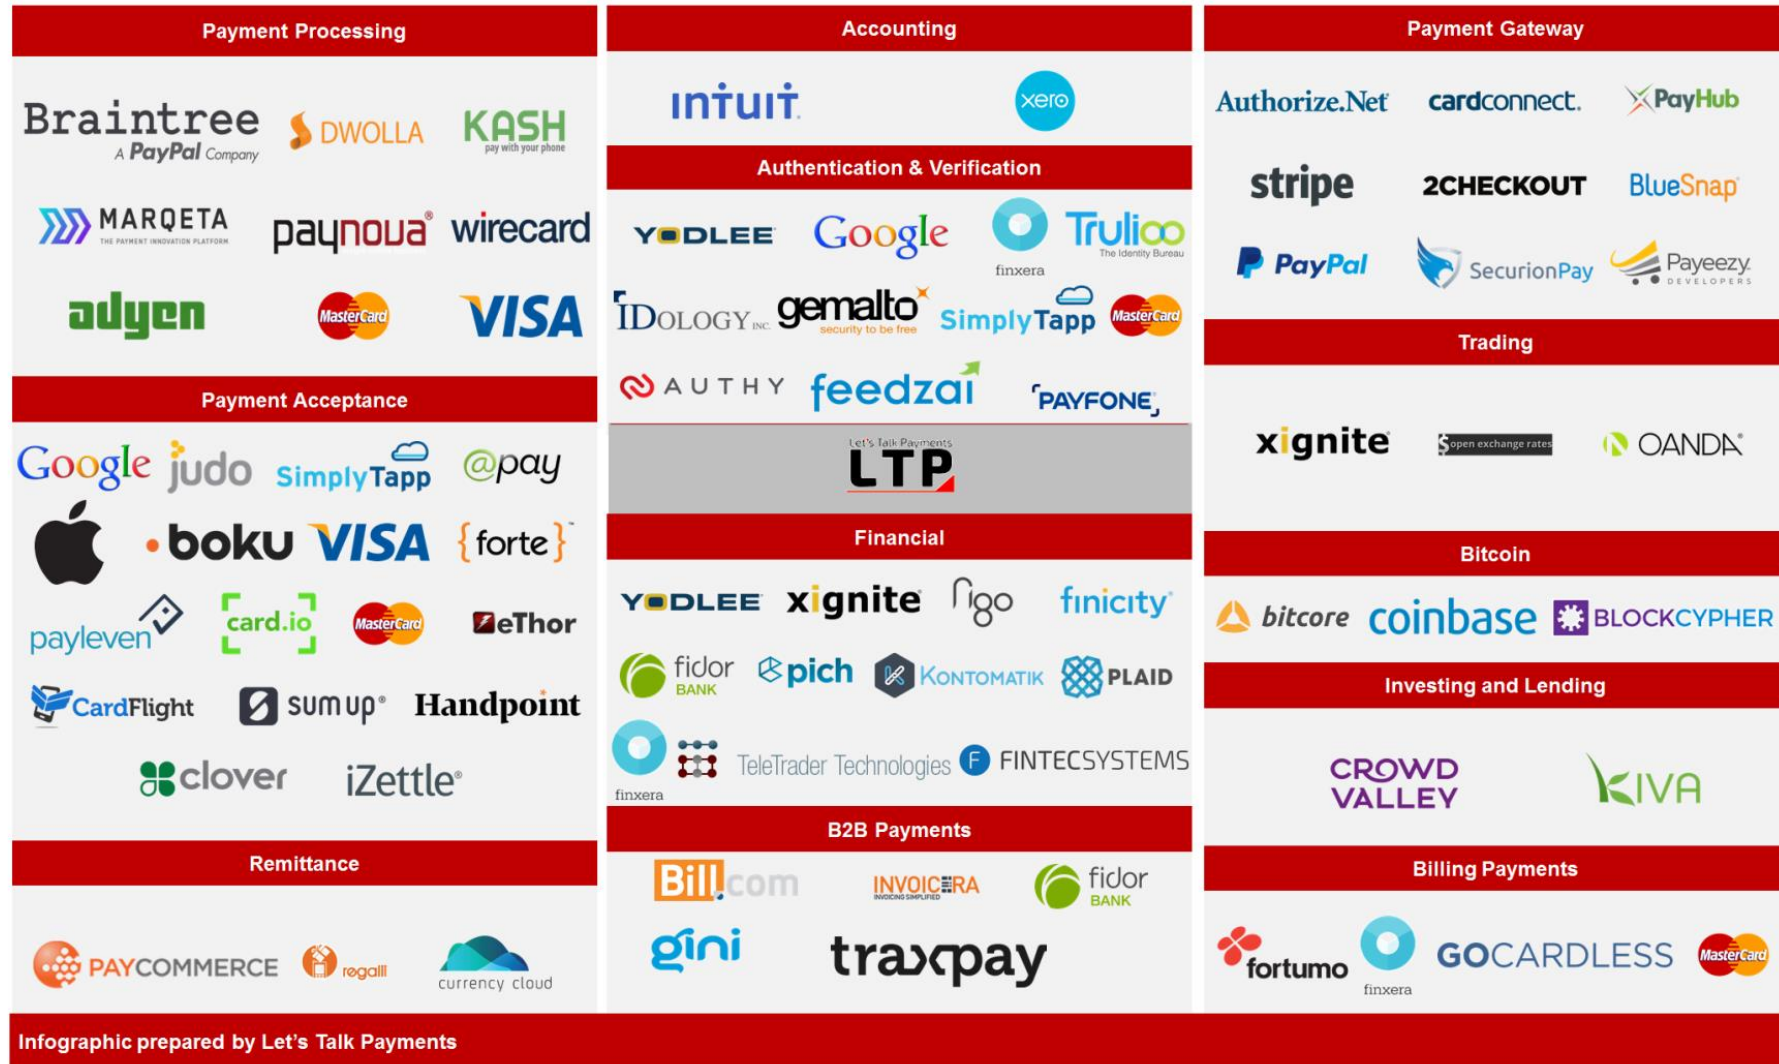 Payment Processing
Braintree
A PayPal Company
DWOLLA
KASH
pay with your phone
MARQETA
THE PAYMENT INNOVATION PLATFORM
paynova®
wirecard
adyen
MasterCard
VISA
Payment Acceptance
Google
judo
SimplyTapp
@pay
boku
VISA
{forte}™
payleven
card.io
MasterCard
eThor
CardFlight
sumup®
Handpoint
clover
iZettle®
Remittance
PAYCOMMERCE
regalii
currency cloud
Accounting
intuit.
xero
Authentication & Verification
YODLEE
Google
finxera
Trulioo
The Identity Bureau
IDOLOGY INC.
gemalto
security to be free
SimplyTapp
MasterCard
AUTHY
feedzai
PAYFONE
Let's Talk Payments
LTP
Financial
YODLEE
xignite
figo
finicity
fidor
BANK
pich
KONTOMATIK
PLAID
finxera
TeleTrader Technologies
F FINTECSYSTEMS
B2B Payments
Bill.com
INVOICERA
INVOICING SIMPLIFIED
fidor
BANK
gini
traxpay
Payment Gateway
Authorize.Net
cardconnect.
PayHub
stripe
2CHECKOUT
BlueSnap
PayPal
SecurionPay
Payeezy
DEVELOPERS
Trading
xignite
$ open exchange rates
OANDA
Bitcoin
bitcore
coinbase
BLOCKCYPHER
Investing and Lending
CROWD
VALLEY
KIVA
Billing Payments
fortumo
finxera
GOCARDLESS
MasterCard
Infographic prepared by Let's Talk Payments